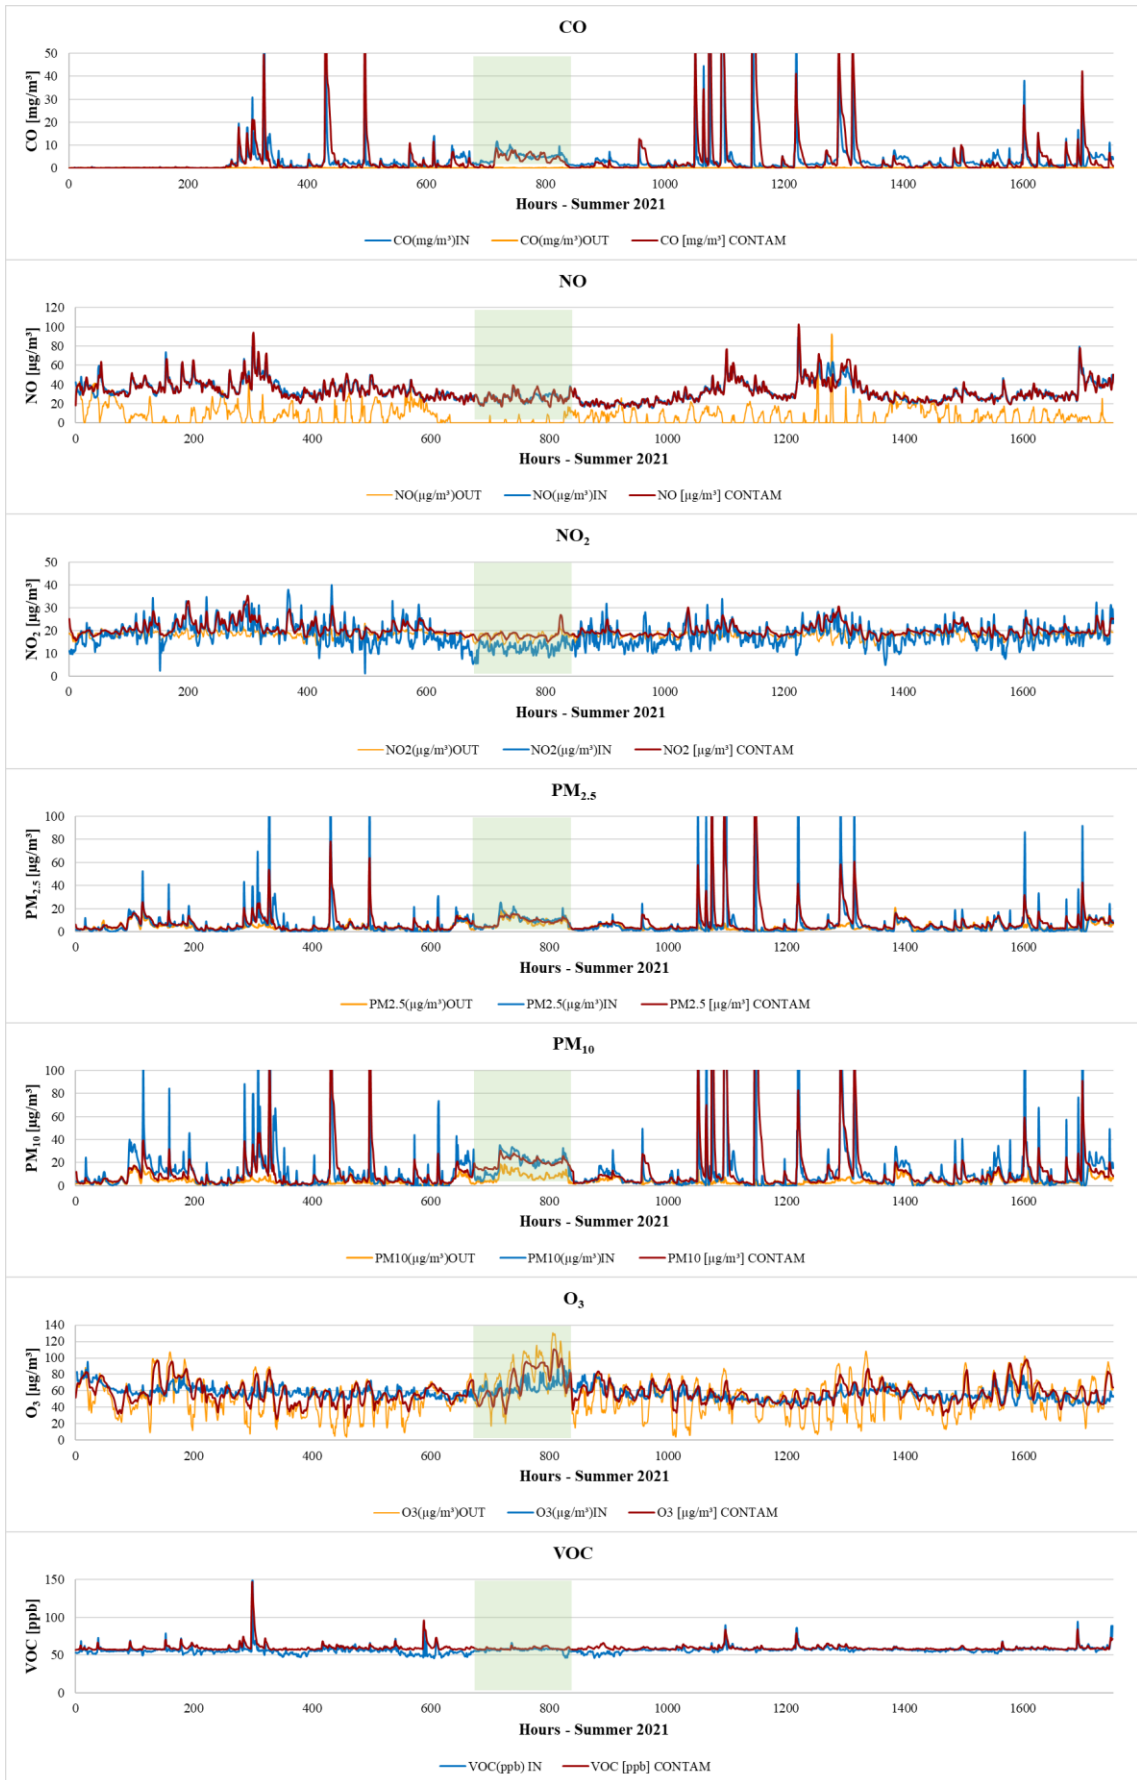 CO
50
40
30
20
10
0
CO [mg/m³]
0 200 400 600 800 1000 1200 1400 1600
Hours - Summer 2021
CO(mg/m³)IN CO(mg/m³)OUT CO [mg/m³] CONTAM
NO
120
100
80
60
40
20
0
NO [µg/m³]
0 200 400 600 800 1000 1200 1400 1600
Hours - Summer 2021
NO(µg/m³)OUT NO(µg/m³)IN NO [µg/m³] CONTAM
NO₂
50
40
30
20
10
0
NO₂ [µg/m³]
0 200 400 600 800 1000 1200 1400 1600
Hours - Summer 2021
NO2(µg/m³)OUT NO2(µg/m³)IN NO2 [µg/m³] CONTAM
PM₂.₅
100
80
60
40
20
0
PM₂.₅ [µg/m³]
0 200 400 600 800 1000 1200 1400 1600
Hours - Summer 2021
PM2.5(µg/m³)OUT PM2.5(µg/m³)IN PM2.5 [µg/m³] CONTAM
PM₁₀
100
80
60
40
20
0
PM₁₀ [µg/m³]
0 200 400 600 800 1000 1200 1400 1600
Hours - Summer 2021
PM10(µg/m³)OUT PM10(µg/m³)IN PM10 [µg/m³] CONTAM
O₃
140
120
100
80
60
40
20
0
O₃ [µg/m³]
0 200 400 600 800 1000 1200 1400 1600
Hours - Summer 2021
O3(µg/m³)OUT O3(µg/m³)IN O3 [µg/m³] CONTAM
VOC
150
100
50
0
VOC [ppb]
0 200 400 600 800 1000 1200 1400 1600
Hours - Summer 2021
VOC(ppb) IN VOC [ppb] CONTAM